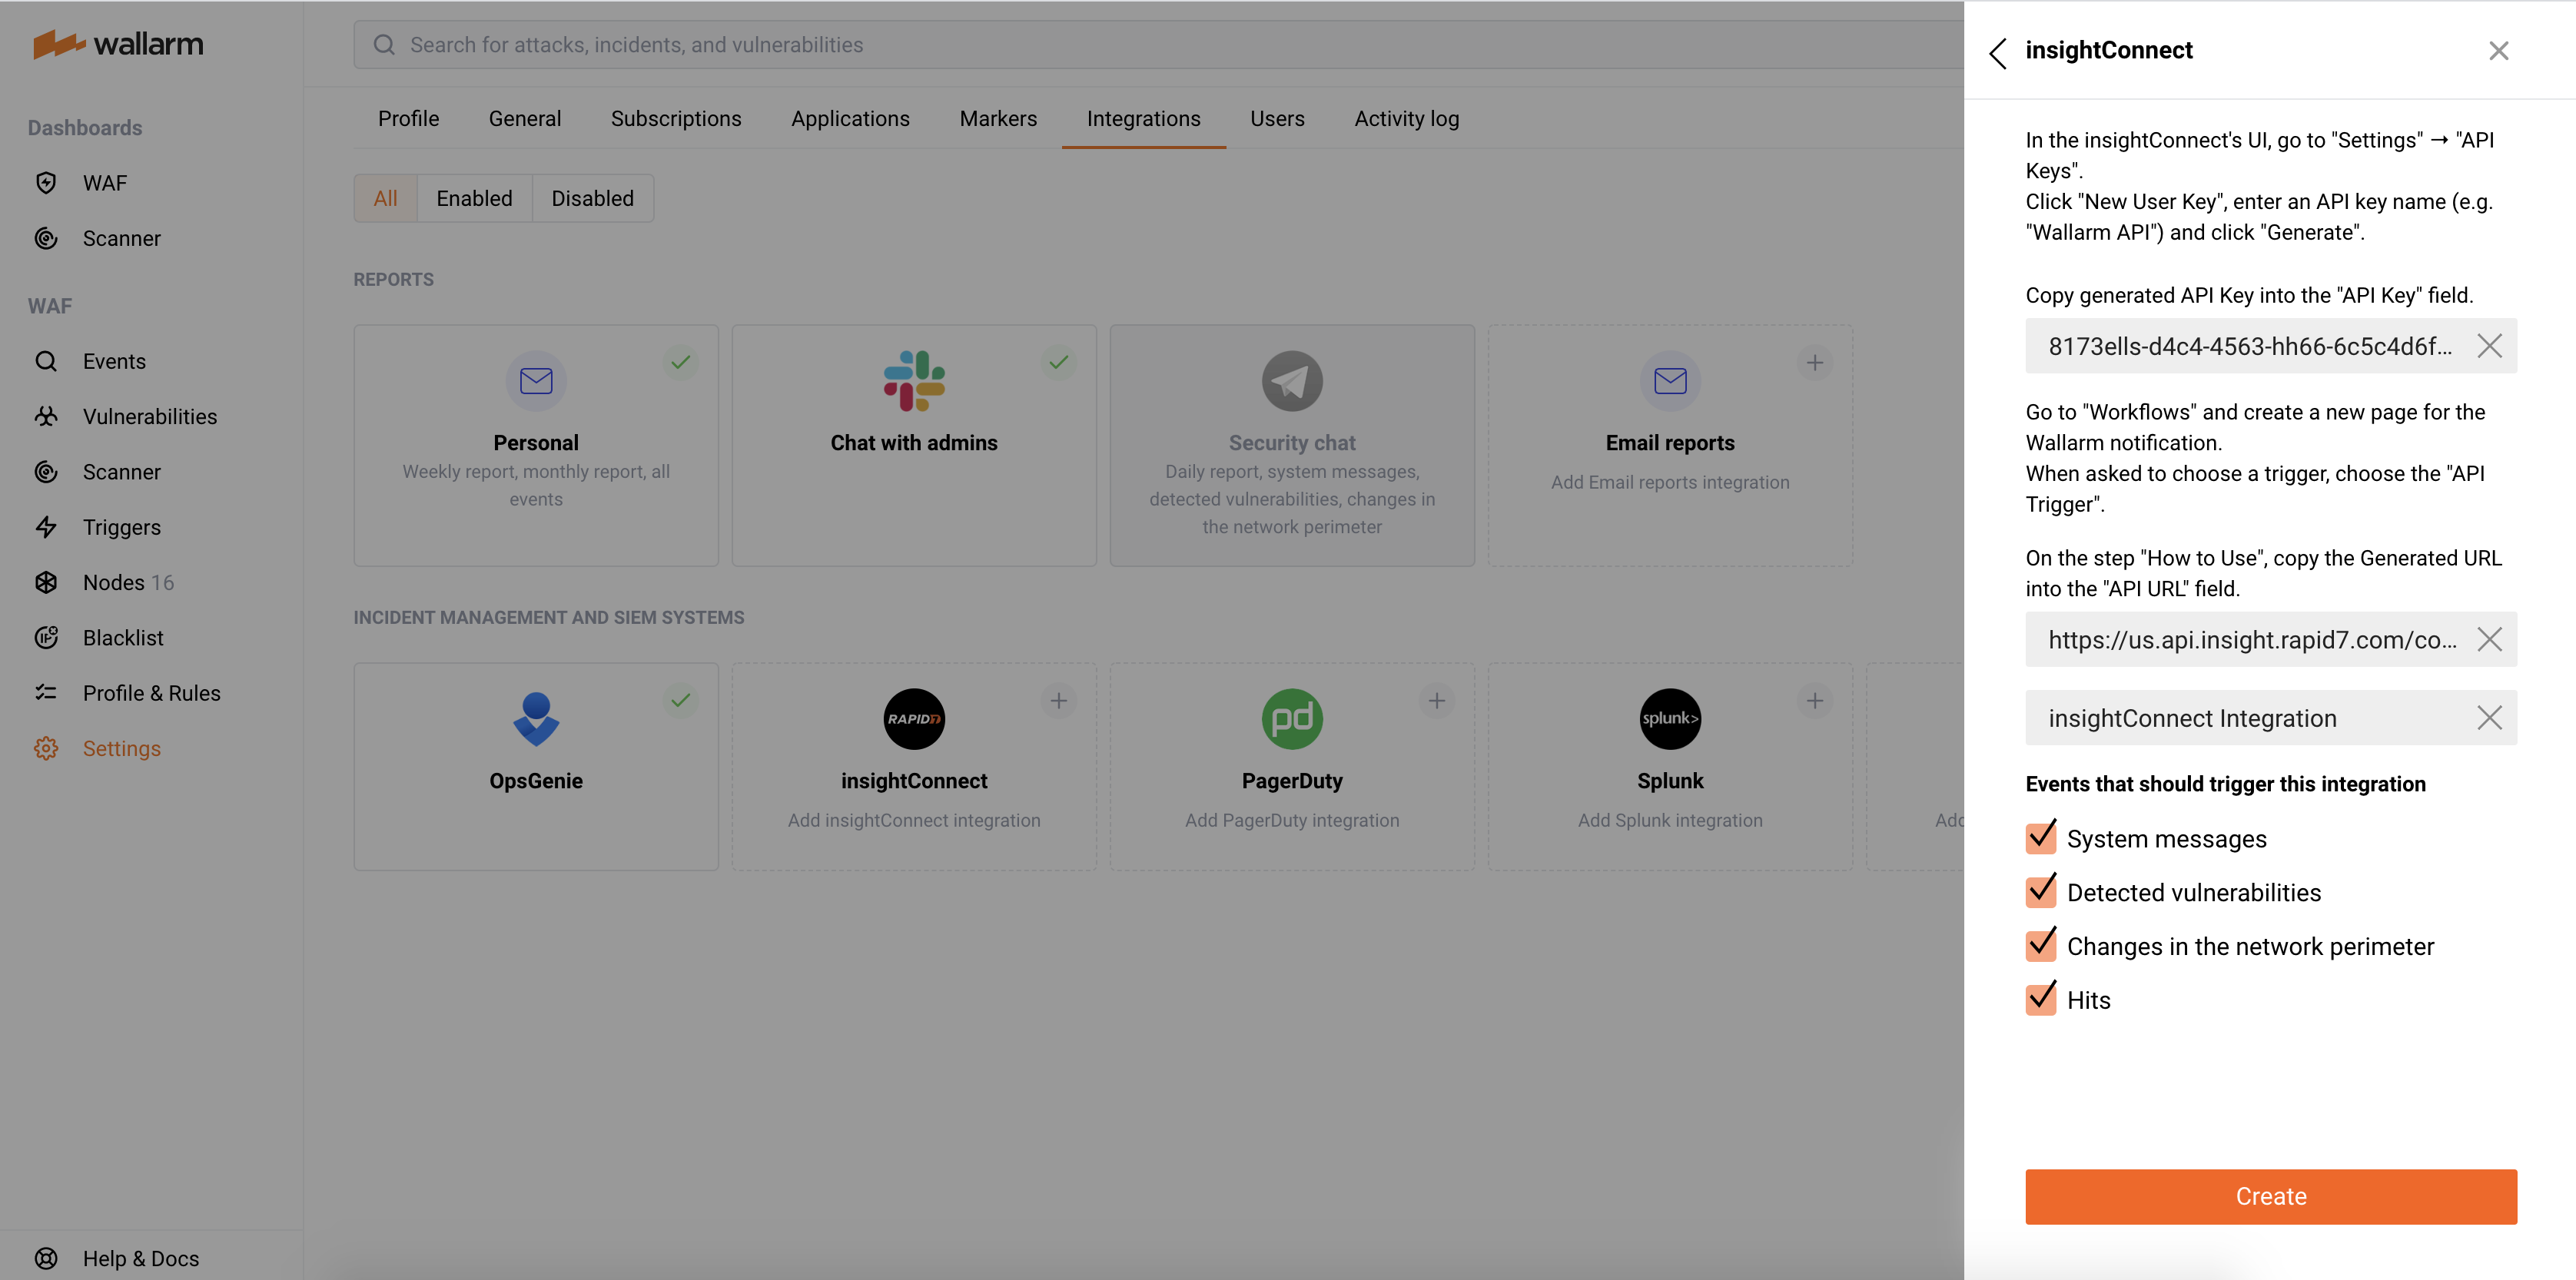 wallarm
Dashboards
WAF
Scanner
WAF
Events
Vulnerabilities
Scanner
Triggers
Nodes 16
Blacklist
Profile & Rules
Settings
Help & Docs
Search for attacks, incidents, and vulnerabilities
Profile General Subscriptions Applications Markers Integrations Users Activity log
All Enabled Disabled
REPORTS
Personal
Weekly report, monthly report, all
events
Chat with admins
Security chat
Daily report, system messages,
detected vulnerabilities, changes in
the network perimeter
Email reports
Add Email reports integration
INCIDENT MANAGEMENT AND SIEM SYSTEMS
OpsGenie
RAPID7
insightConnect
Add insightConnect integration
pd
PagerDuty
Add PagerDuty integration
splunk>
Splunk
Add Splunk integration
Add
insightConnect
In the insightConnect's UI, go to "Settings" → "API
Keys".
Click "New User Key", enter an API key name (e.g.
"Wallarm API") and click "Generate".
Copy generated API Key into the "API Key" field.
8173ells-d4c4-4563-hh66-6c5c4d6f...
Go to "Workflows" and create a new page for the
Wallarm notification.
When asked to choose a trigger, choose the "API
Trigger".
On the step "How to Use", copy the Generated URL
into the "API URL" field.
https://us.api.insight.rapid7.com/co...
insightConnect Integration
Events that should trigger this integration
System messages
Detected vulnerabilities
Changes in the network perimeter
Hits
Create